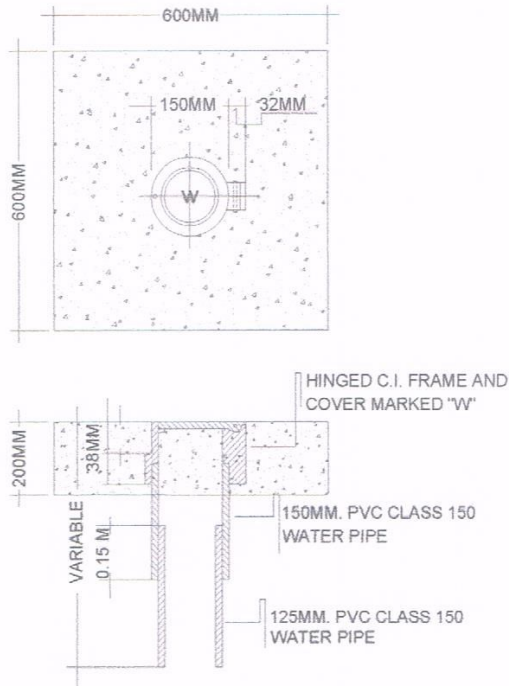 600MM
150MM
32MM
W
600MM
HINGED C.I. FRAME AND
COVER MARKED "W"
200MM
38MM
150MM. PVC CLASS 150
WATER PIPE
VARIABLE
0.15 M
125MM. PVC CLASS 150
WATER PIPE